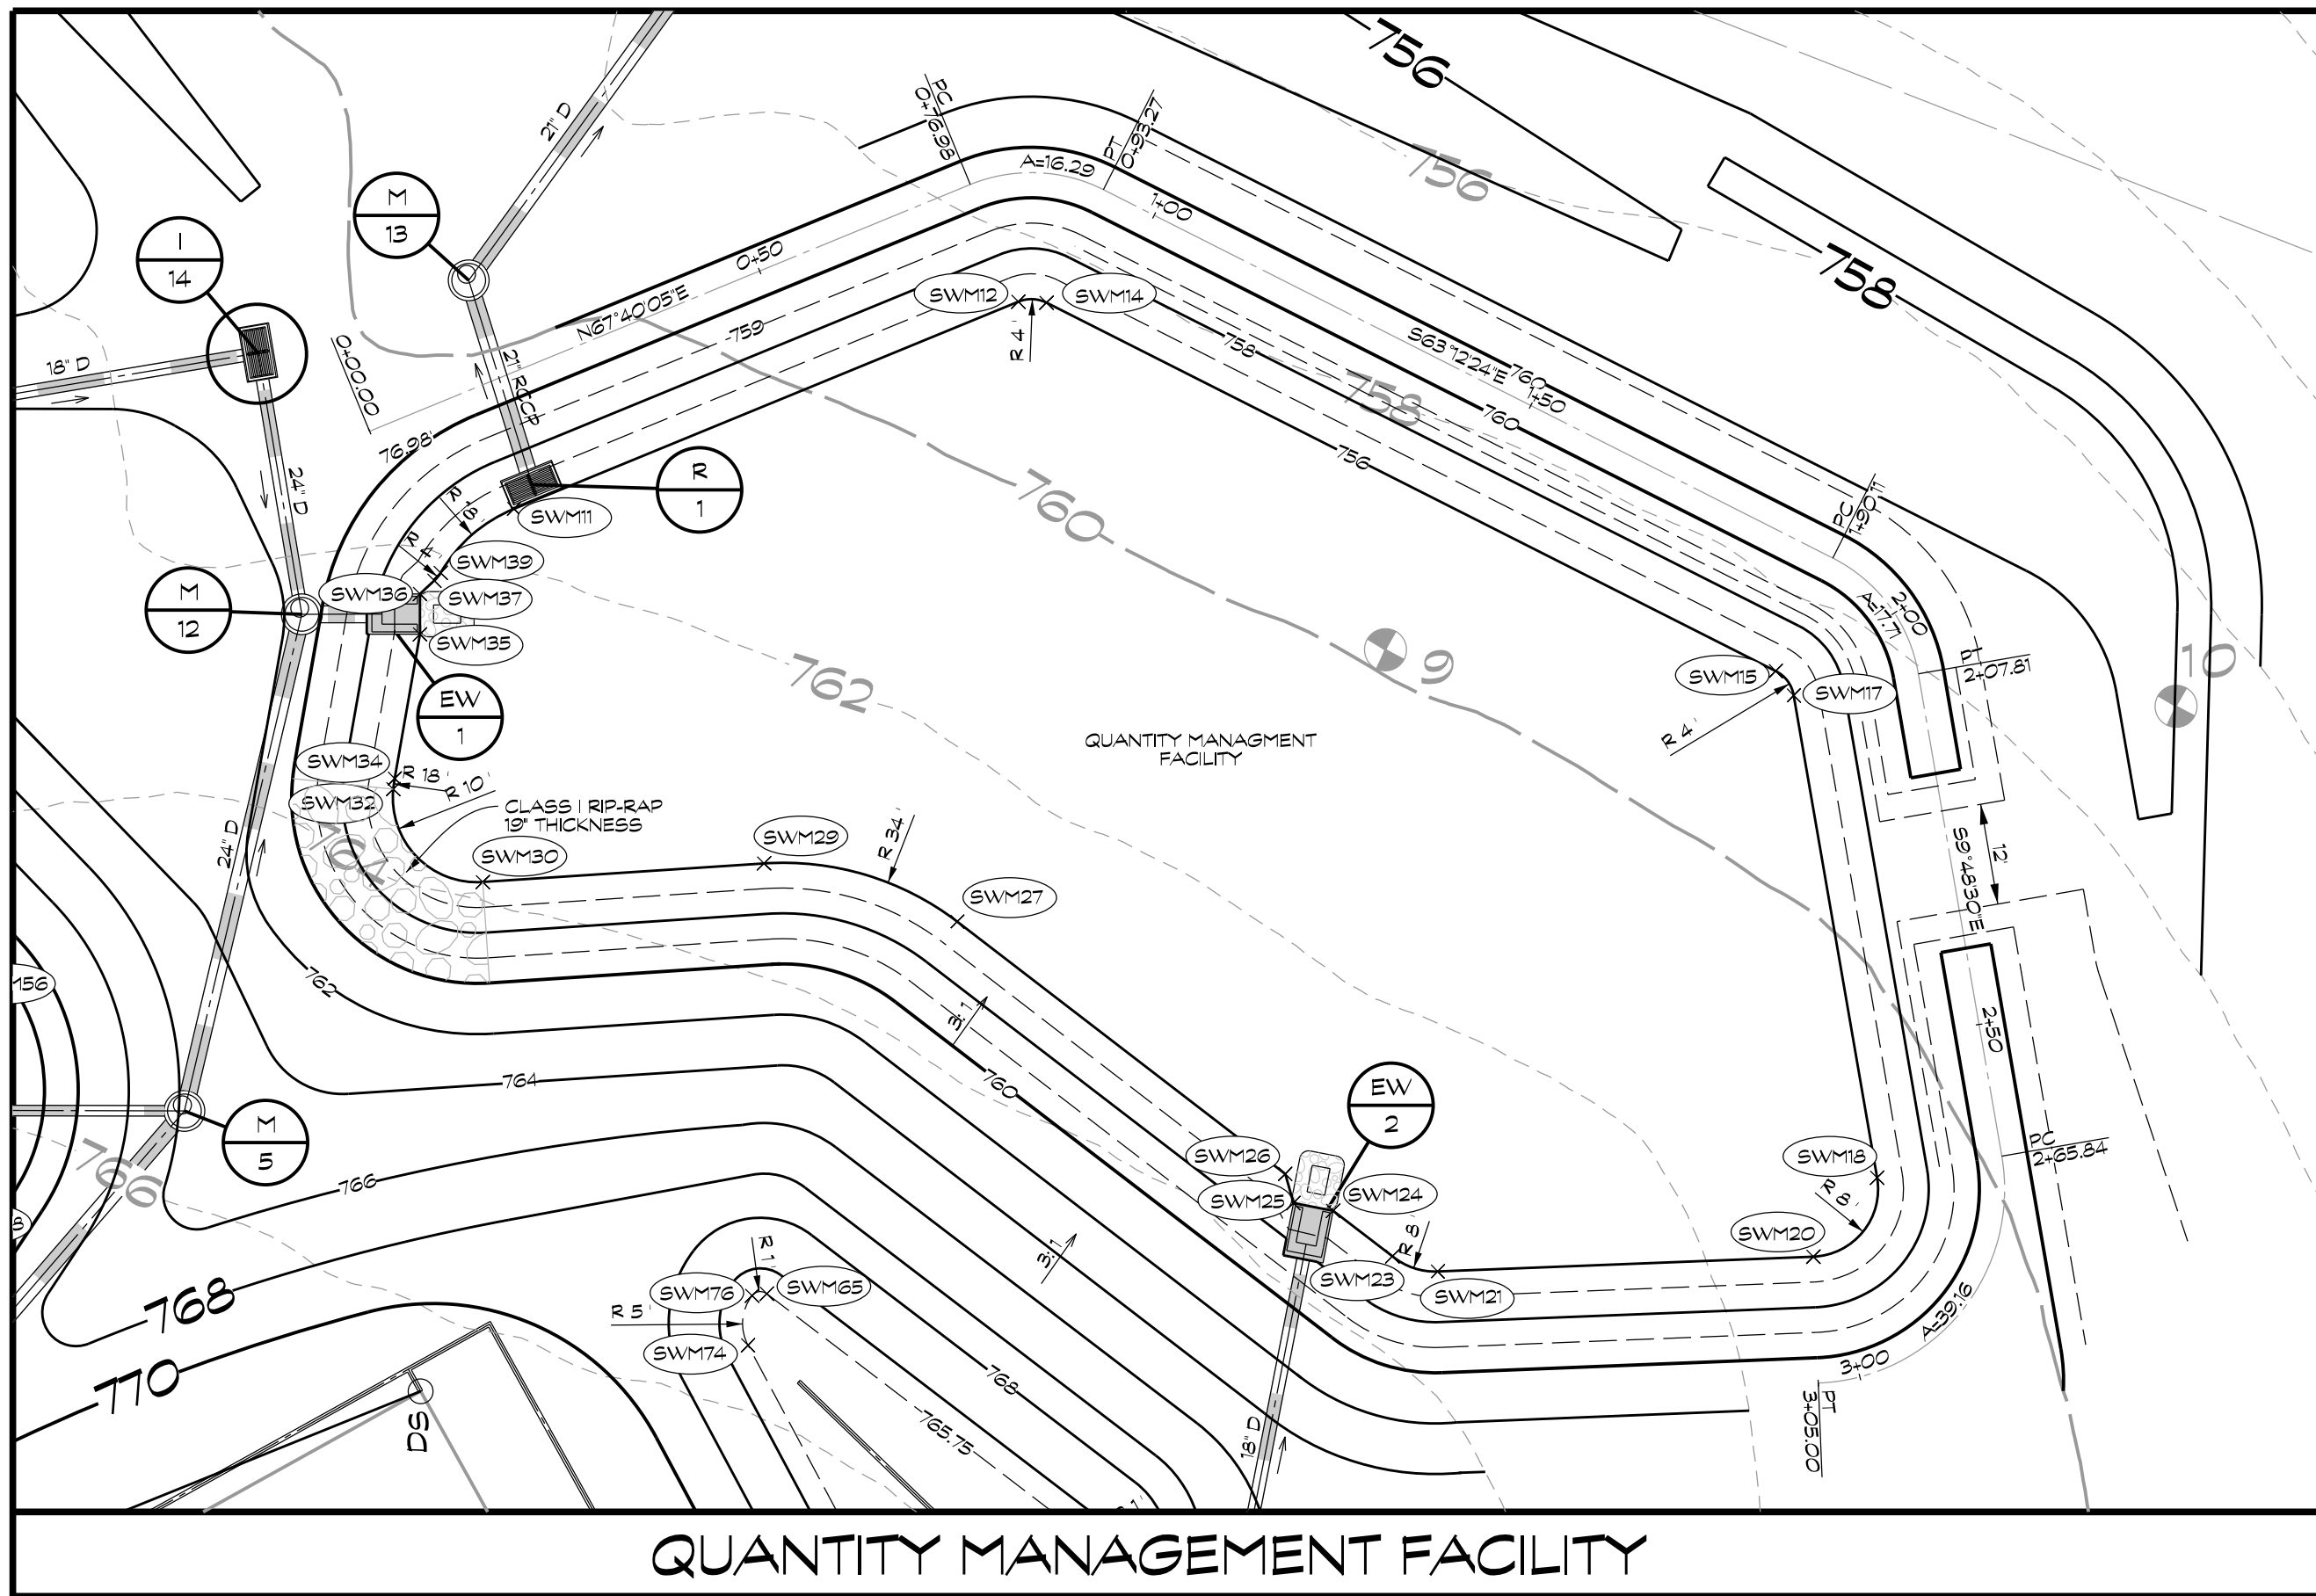 756
PC
0+76.98
A=16.29
PT
0+93.27
1+00
756
758
21" D
M
13
I
14
0+50
N67°40'05"E
759
SWM12
SWM14
R 4'
758
758
S63°12'24"E
760
1+50
760
756
18" D
0+00.00
76.98'
21" RCCP
R
1
24" D
R 8'
SWM11
R 4'
SWM39
SWM36
SWM37
SWM35
M
12
EW
1
760
762
9
10
PC
1+90.11
2+00
A=17.71
PT
2+07.81
SWM15
SWM17
R 4'
QUANTITY MANAGMENT
FACILITY
SWM34
R 18'
SWM32
R 10'
CLASS I RIP-RAP
19" THICKNESS
764
24" D
SWM30
SWM29
R 34'
SWM27
12'
S9°48'30"E
156
762
3:1
2+50
764
760
EW
2
M
5
766
766
SWM26
SWM25
SWM24
SWM18
PC
2+65.84
R 8'
R 8'
SWM20
SWM23
SWM21
3:1
8
768
770
R 1'
SWM76
SWM65
R 5'
SWM74
768
765.75
DS
18" D
A=39.16
3+00
PT
3+05.00
QUANTITY MANAGEMENT FACILITY